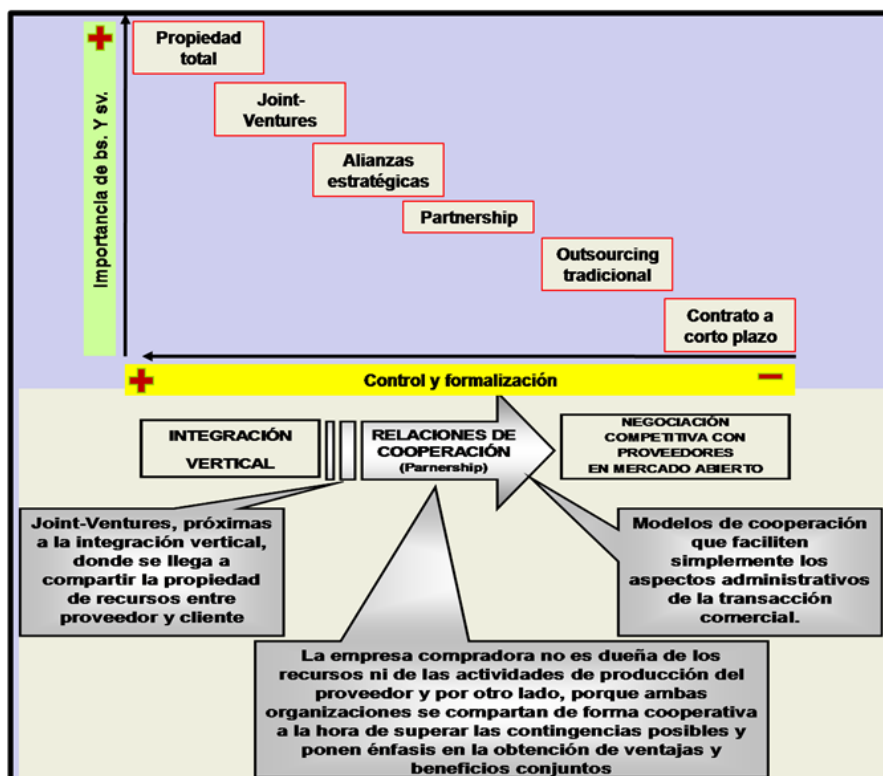 +
Importancia de bs. Y sv.
Propiedad
total
Joint-
Ventures
Alianzas
estratégicas
Partnership
Outsourcing
tradicional
Contrato a
corto plazo
+
Control y formalización
−
INTEGRACIÓN
VERTICAL
RELACIONES DE
COOPERACIÓN
(Parnership)
NEGOCIACIÓN
COMPETITIVA CON
PROVEEDORES
EN MERCADO ABIERTO
Joint-Ventures, próximas
a la integración vertical,
donde se llega a
compartir la propiedad
de recursos entre
proveedor y cliente
Modelos de cooperación
que faciliten
simplemente los
aspectos administrativos
de la transacción
comercial.
La empresa compradora no es dueña de los
recursos ni de las actividades de producción del
proveedor y por otro lado, porque ambas
organizaciones se compartan de forma cooperativa
a la hora de superar las contingencias posibles y
ponen énfasis en la obtención de ventajas y
beneficios conjuntos